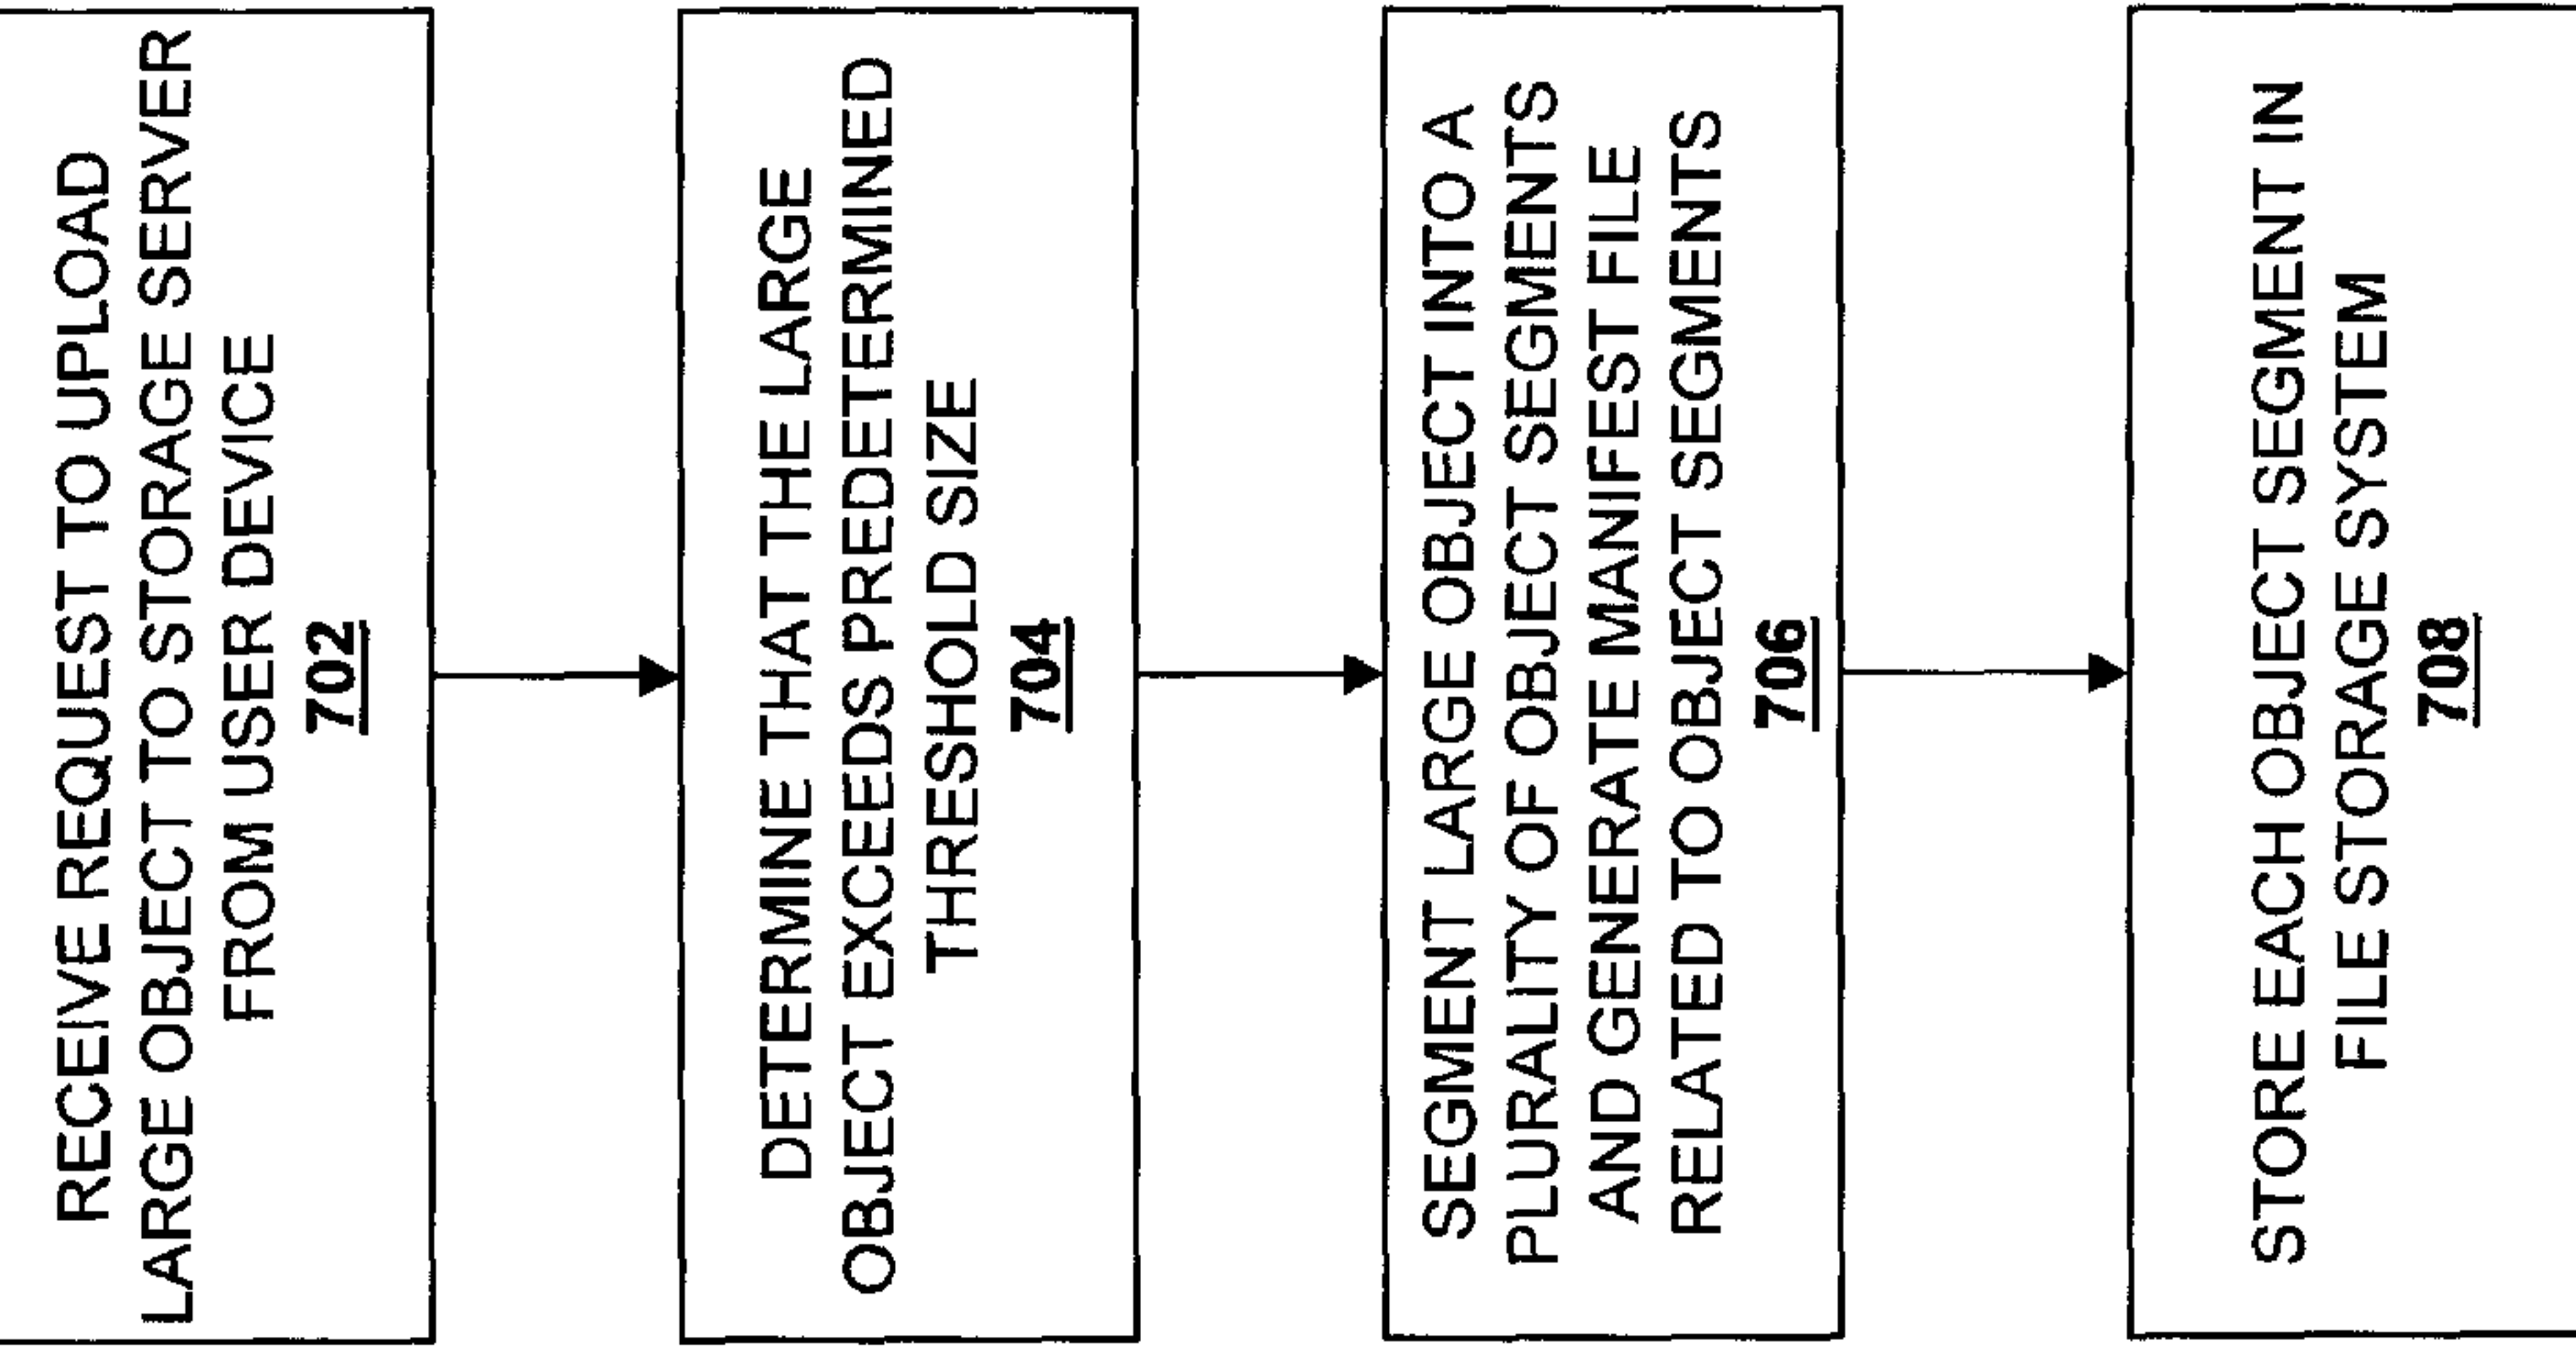 RECEIVE REQUEST TO UPLOAD
LARGE OBJECT TO STORAGE SERVER
FROM USER DEVICE
702
DETERMINE THAT THE LARGE
OBJECT EXCEEDS PREDETERMINED
THRESHOLD SIZE
704
SEGMENT LARGE OBJECT INTO A
PLURALITY OF OBJECT SEGMENTS
AND GENERATE MANIFEST FILE
RELATED TO OBJECT SEGMENTS
706
STORE EACH OBJECT SEGMENT IN
FILE STORAGE SYSTEM
708